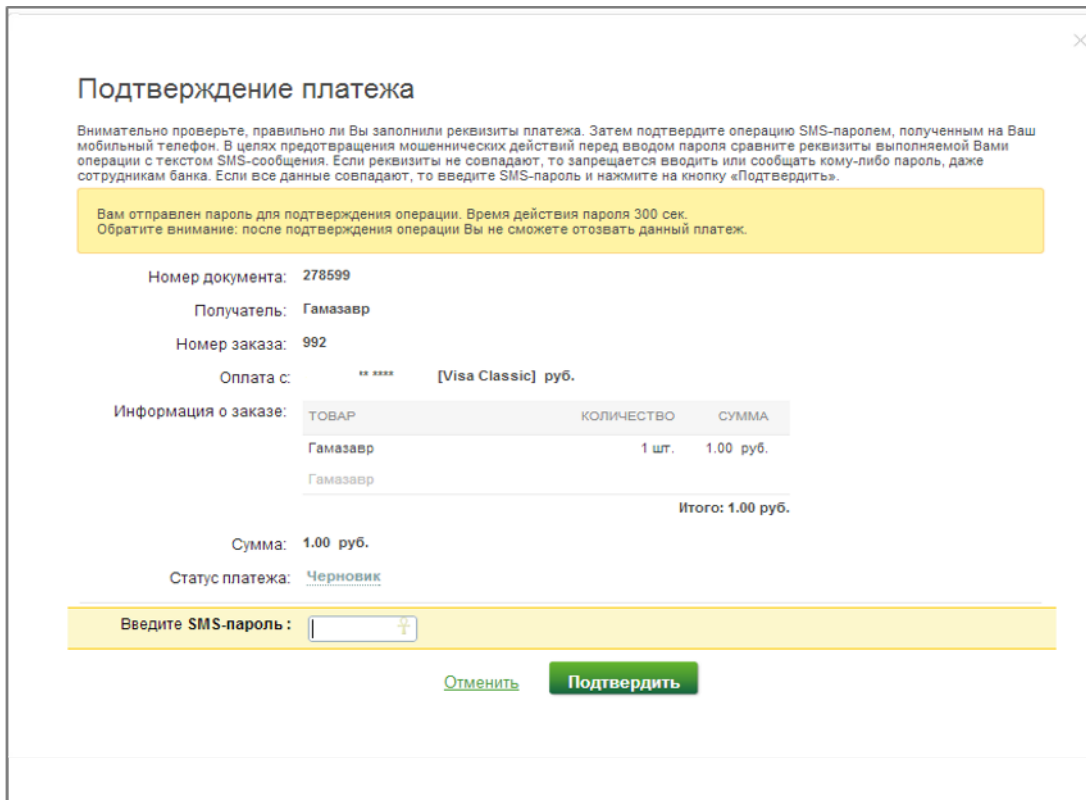 Подтверждение платежа
Внимательно проверьте, правильно ли Вы заполнили реквизиты платежа. Затем подтвердите операцию SMS-паролем, полученным на Ваш
мобильный телефон. В целях предотвращения мошеннических действий перед вводом пароля сравните реквизиты выполняемой Вами
операции с текстом SMS-сообщения. Если реквизиты не совпадают, то запрещается вводить или сообщать кому-либо пароль, даже
сотрудникам банка. Если все данные совпадают, то введите SMS-пароль и нажмите на кнопку «Подтвердить».
Вам отправлен пароль для подтверждения операции. Время действия пароля 300 сек.
Обратите внимание: после подтверждения операции Вы не сможете отозвать данный платеж.
Номер документа: 278599
Получатель: Гамазавр
Номер заказа: 992
Оплата с: ** **** [Visa Classic] руб.
Информация о заказе: ТОВАР КОЛИЧЕСТВО СУММА
Гамазавр 1 шт. 1.00 руб.
Гамазавр
Итого: 1.00 руб.
Сумма: 1.00 руб.
Статус платежа: Черновик
Введите SMS-пароль :
Отменить Подтвердить